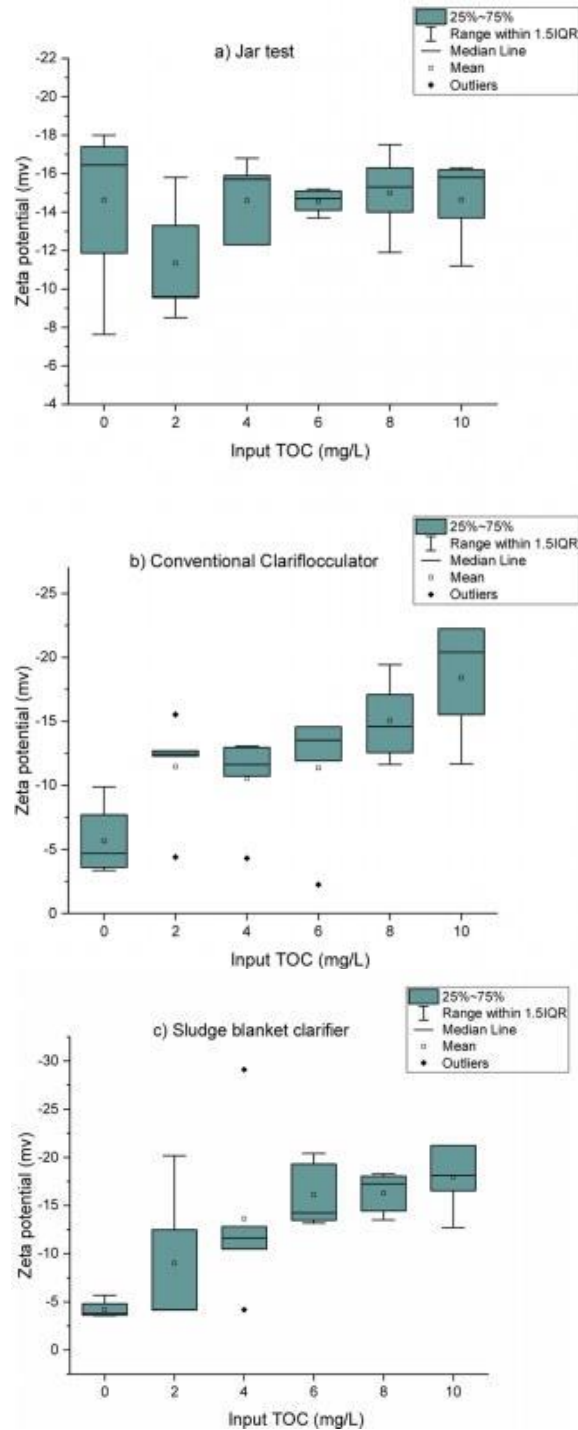 25%~75%
Range within 1.5IQR
Median Line
Mean
Outliers
a) Jar test
-22
-20
-18
-16
-14
-12
-10
-8
-6
-4
Zeta potential (mv)
0 2 4 6 8 10
Input TOC (mg/L)
25%~75%
Range within 1.5IQR
Median Line
Mean
Outliers
b) Conventional Clariflocculator
-25
-20
-15
-10
-5
0
Zeta potential (mv)
0 2 4 6 8 10
Input TOC (mg/L)
25%~75%
Range within 1.5IQR
Median Line
Mean
Outliers
c) Sludge blanket clarifier
-30
-25
-20
-15
-10
-5
0
Zeta potential (mv)
0 2 4 6 8 10
Input TOC (mg/L)